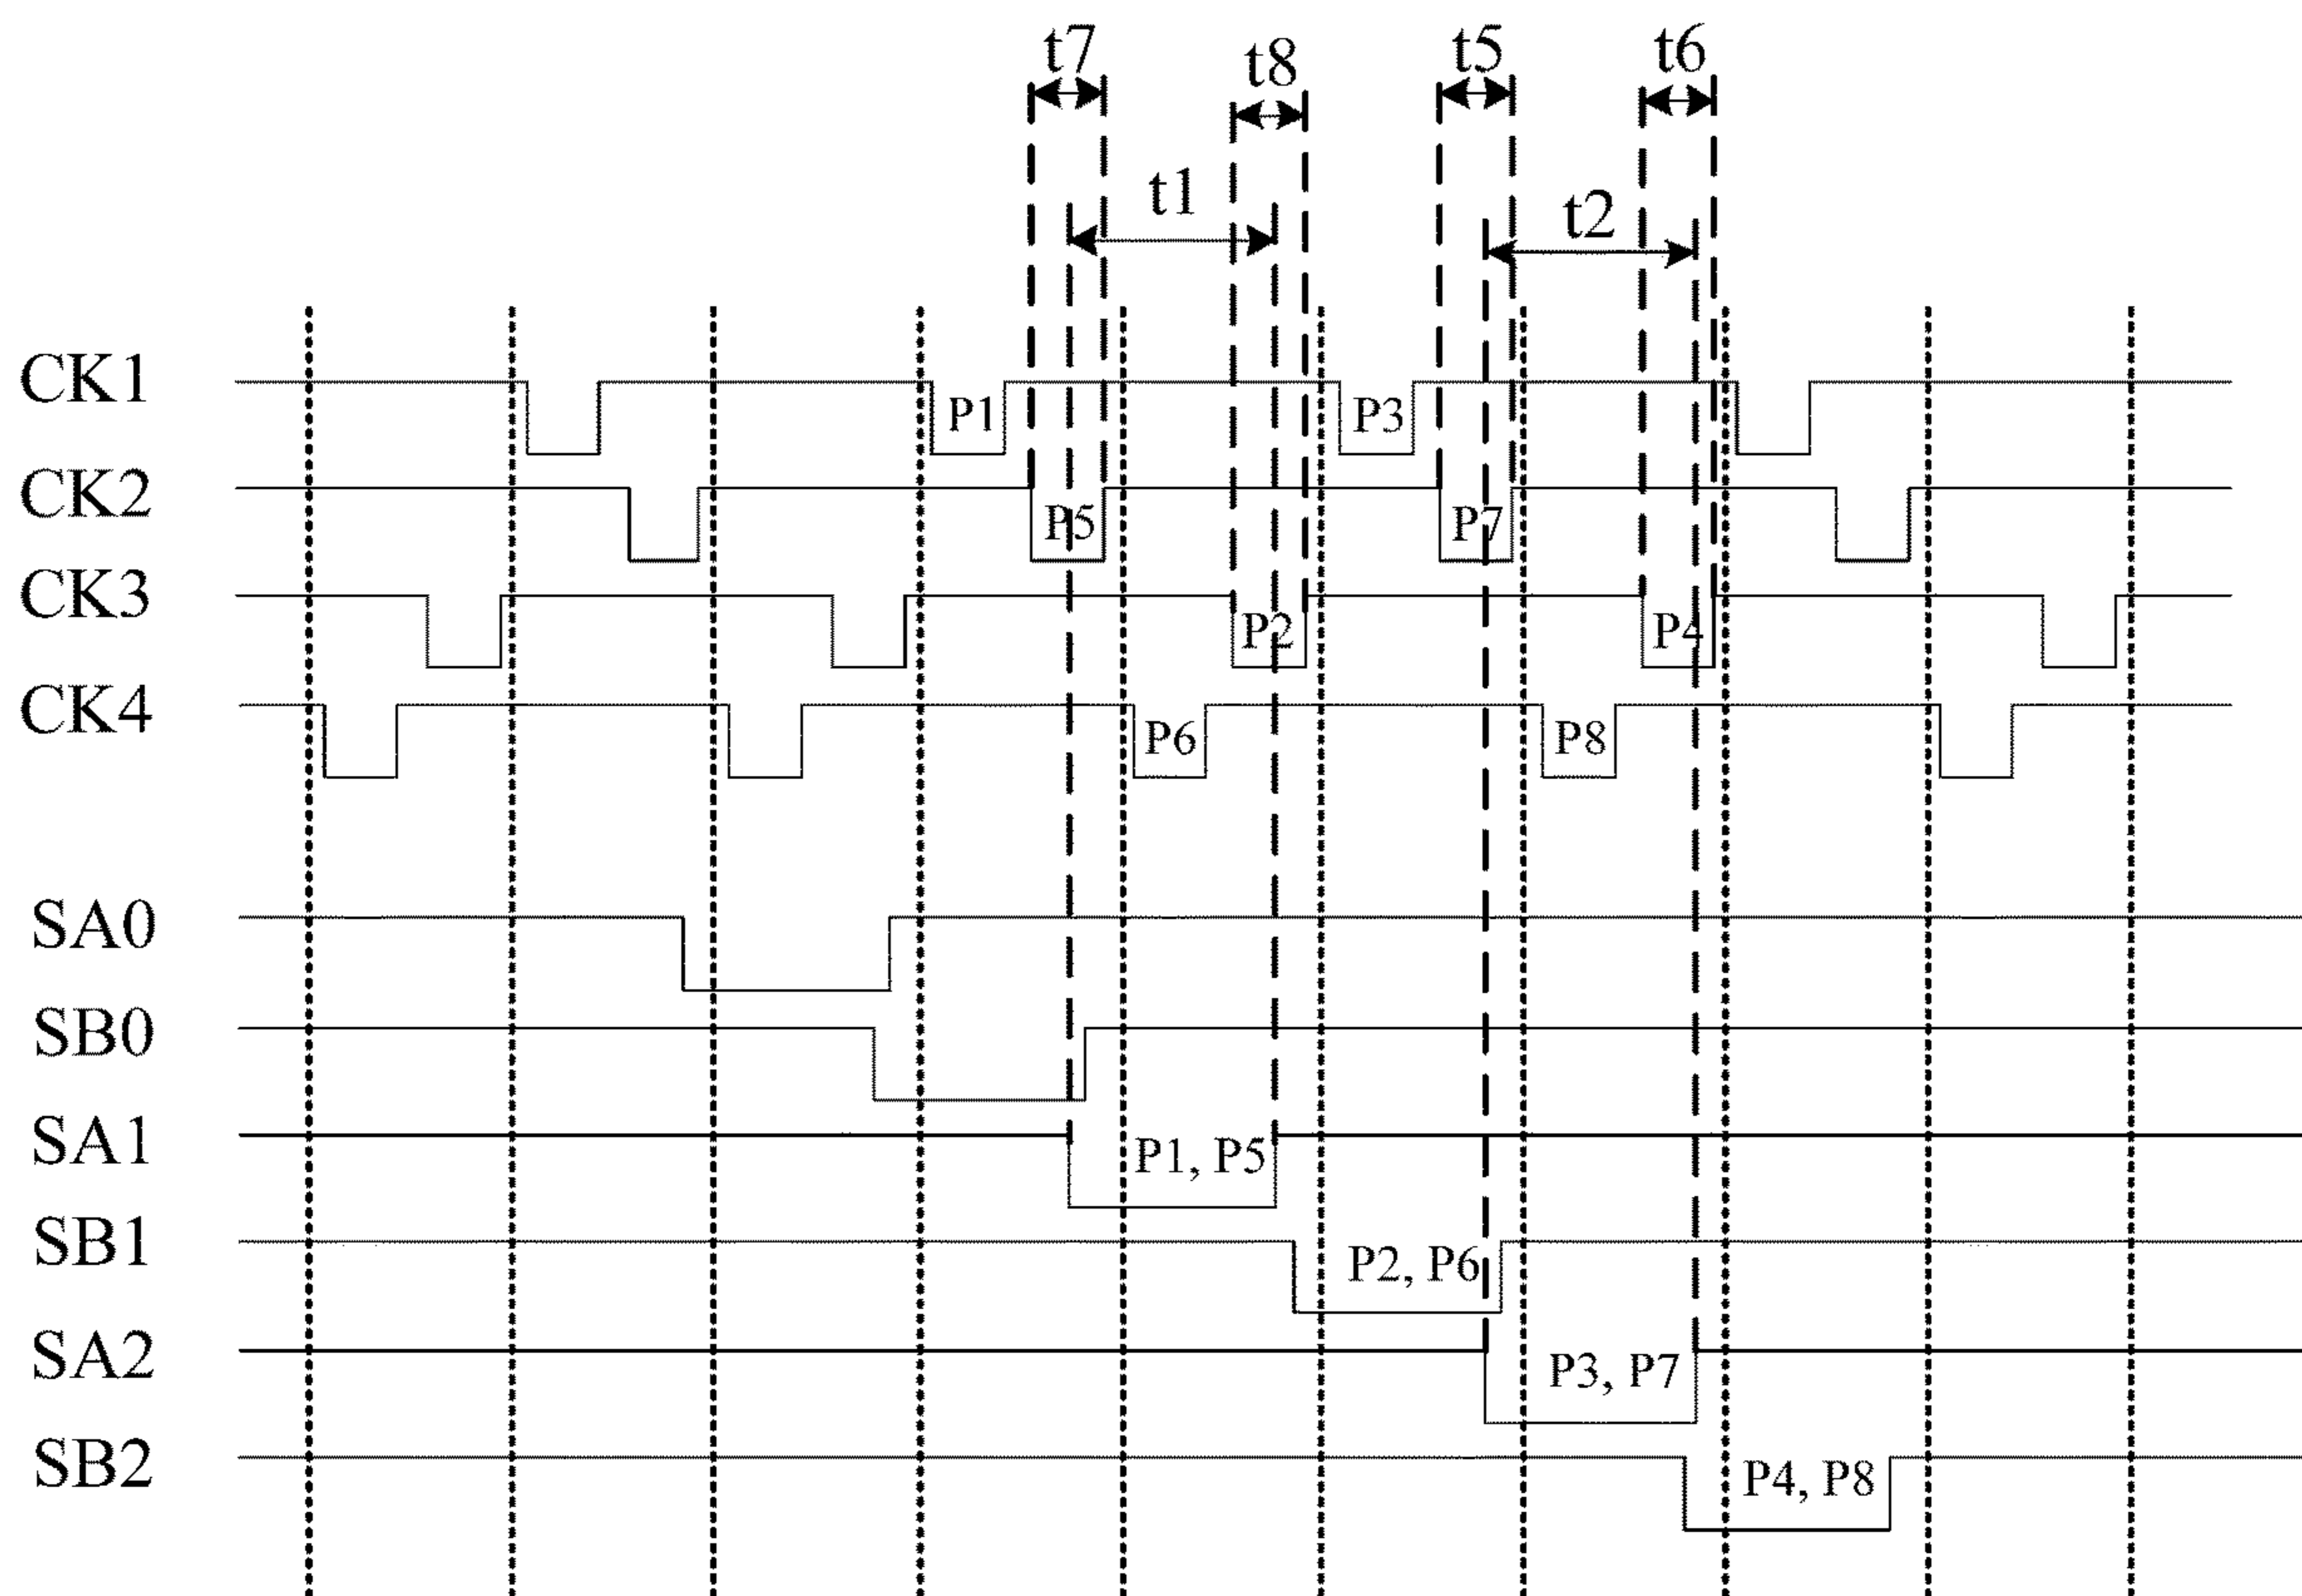 t7 t8 t5 t6
t1 t2
CK1 P1 P3
CK2 P5 P7
CK3 P2 P4
CK4 P6 P8
SA0
SB0
SA1 P1, P5
SB1 P2, P6
SA2 P3, P7
SB2 P4, P8